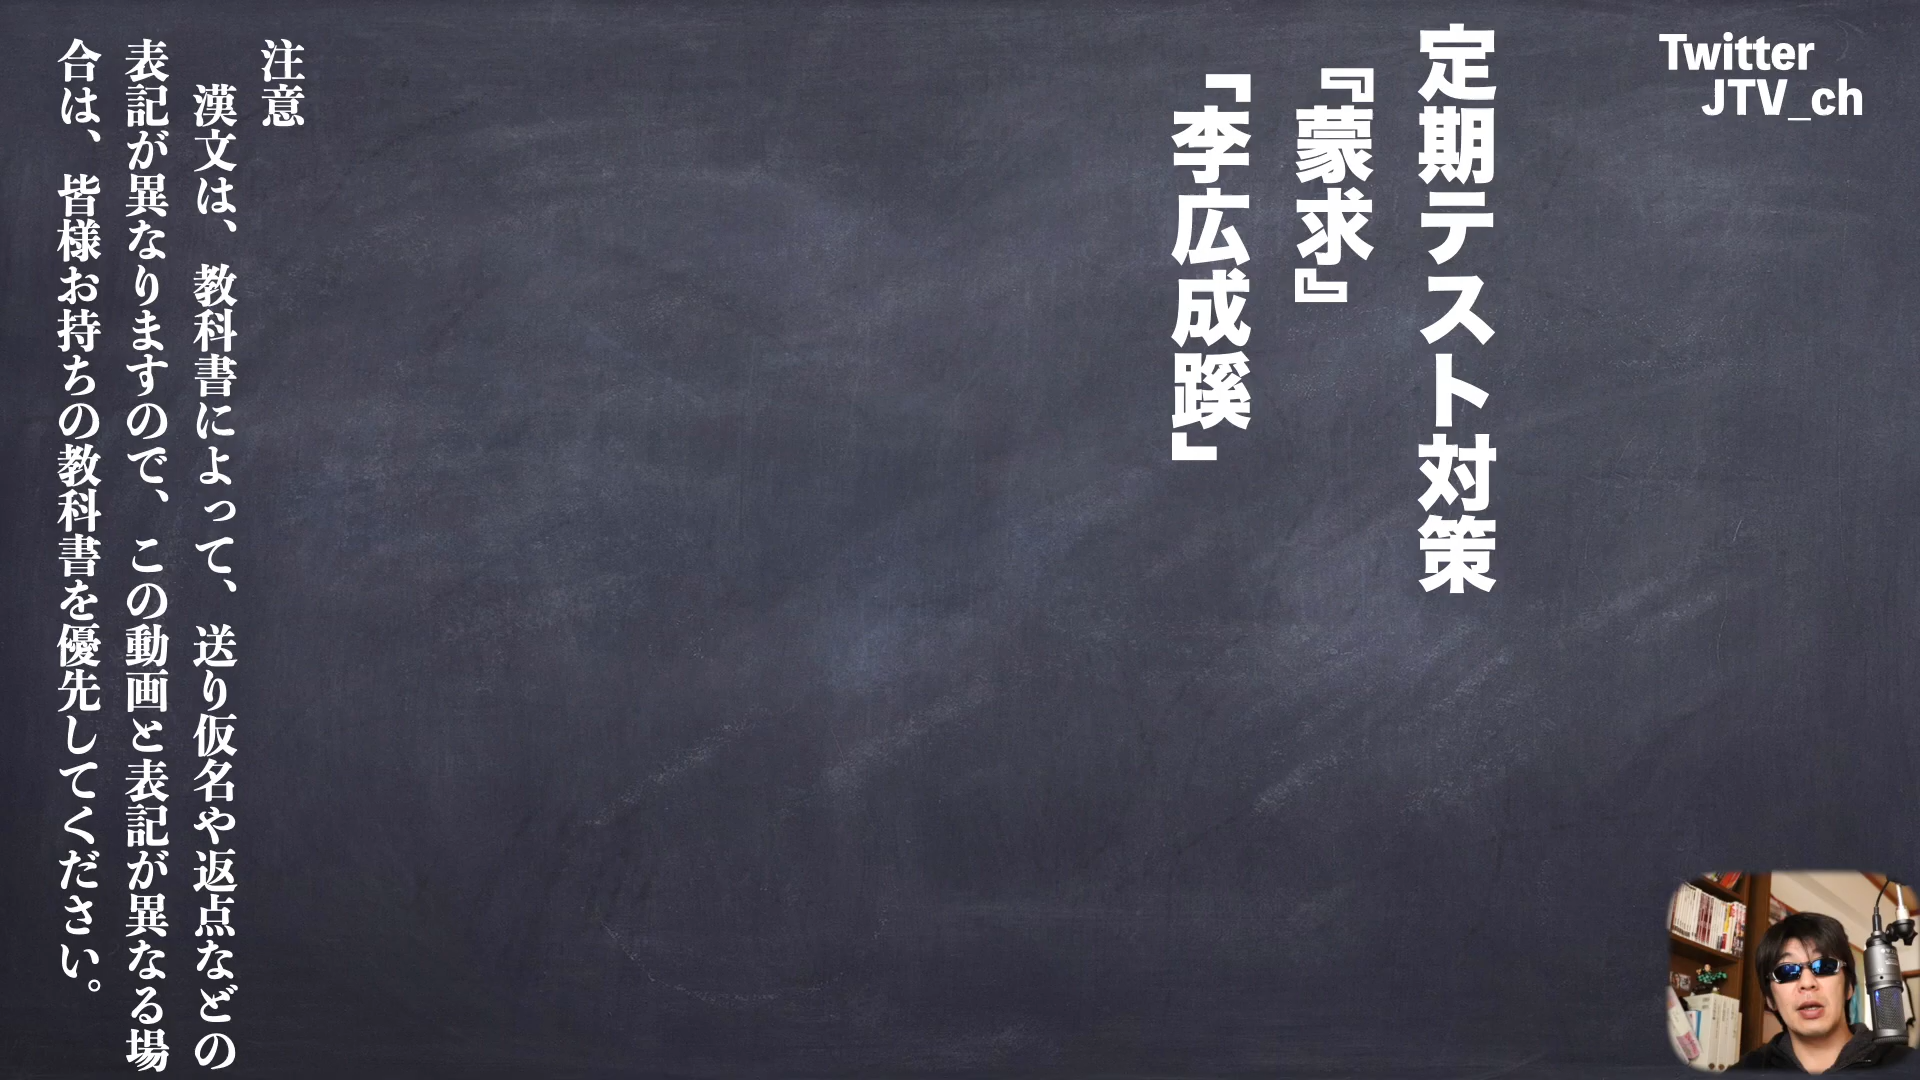 Twitter
JTV_ch
定期テスト対策
『蒙求』
「李広成蹊」
注意
漢文は、教科書によって、送り仮名や返点などの
表記が異なりますので、この動画と表記が異なる場
合は、皆様お持ちの教科書を優先してください。